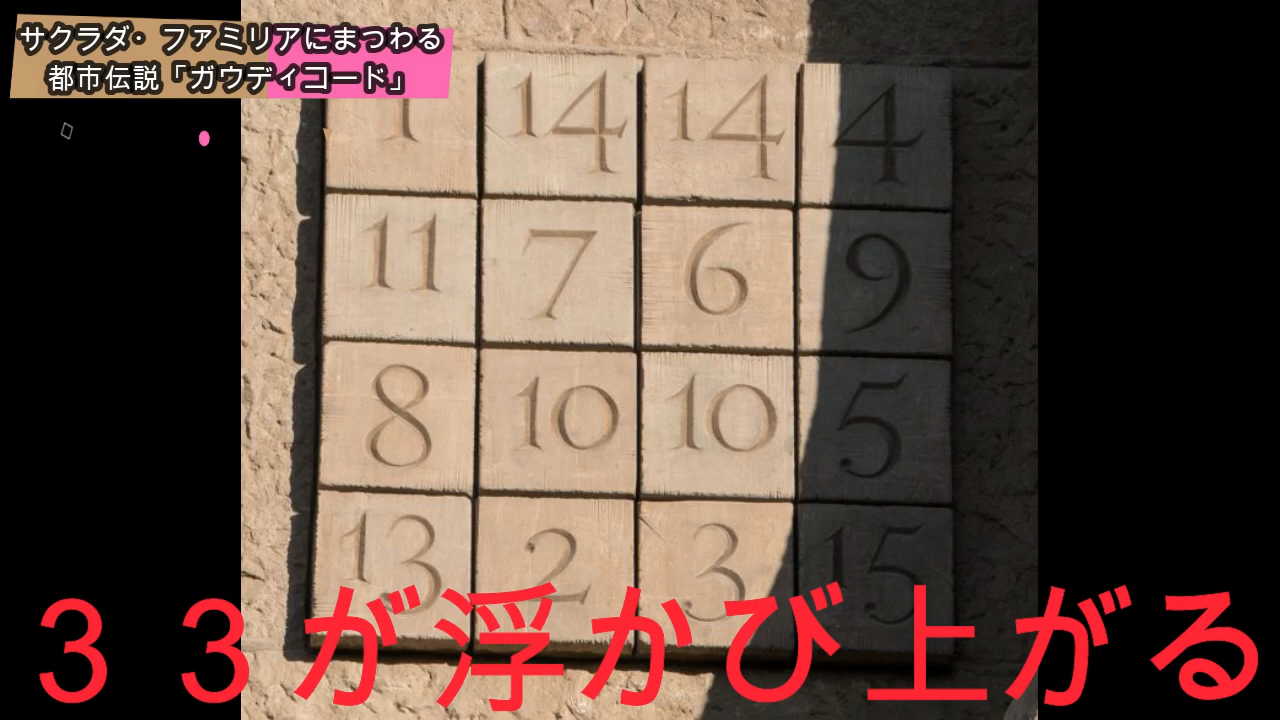 サクラダ・ファミリアにまつわる
都市伝説「ガウディコード」
1 14 14 4
11 7 6 9
8 10 10 5
13 2 3 15
３３が浮かび上がる